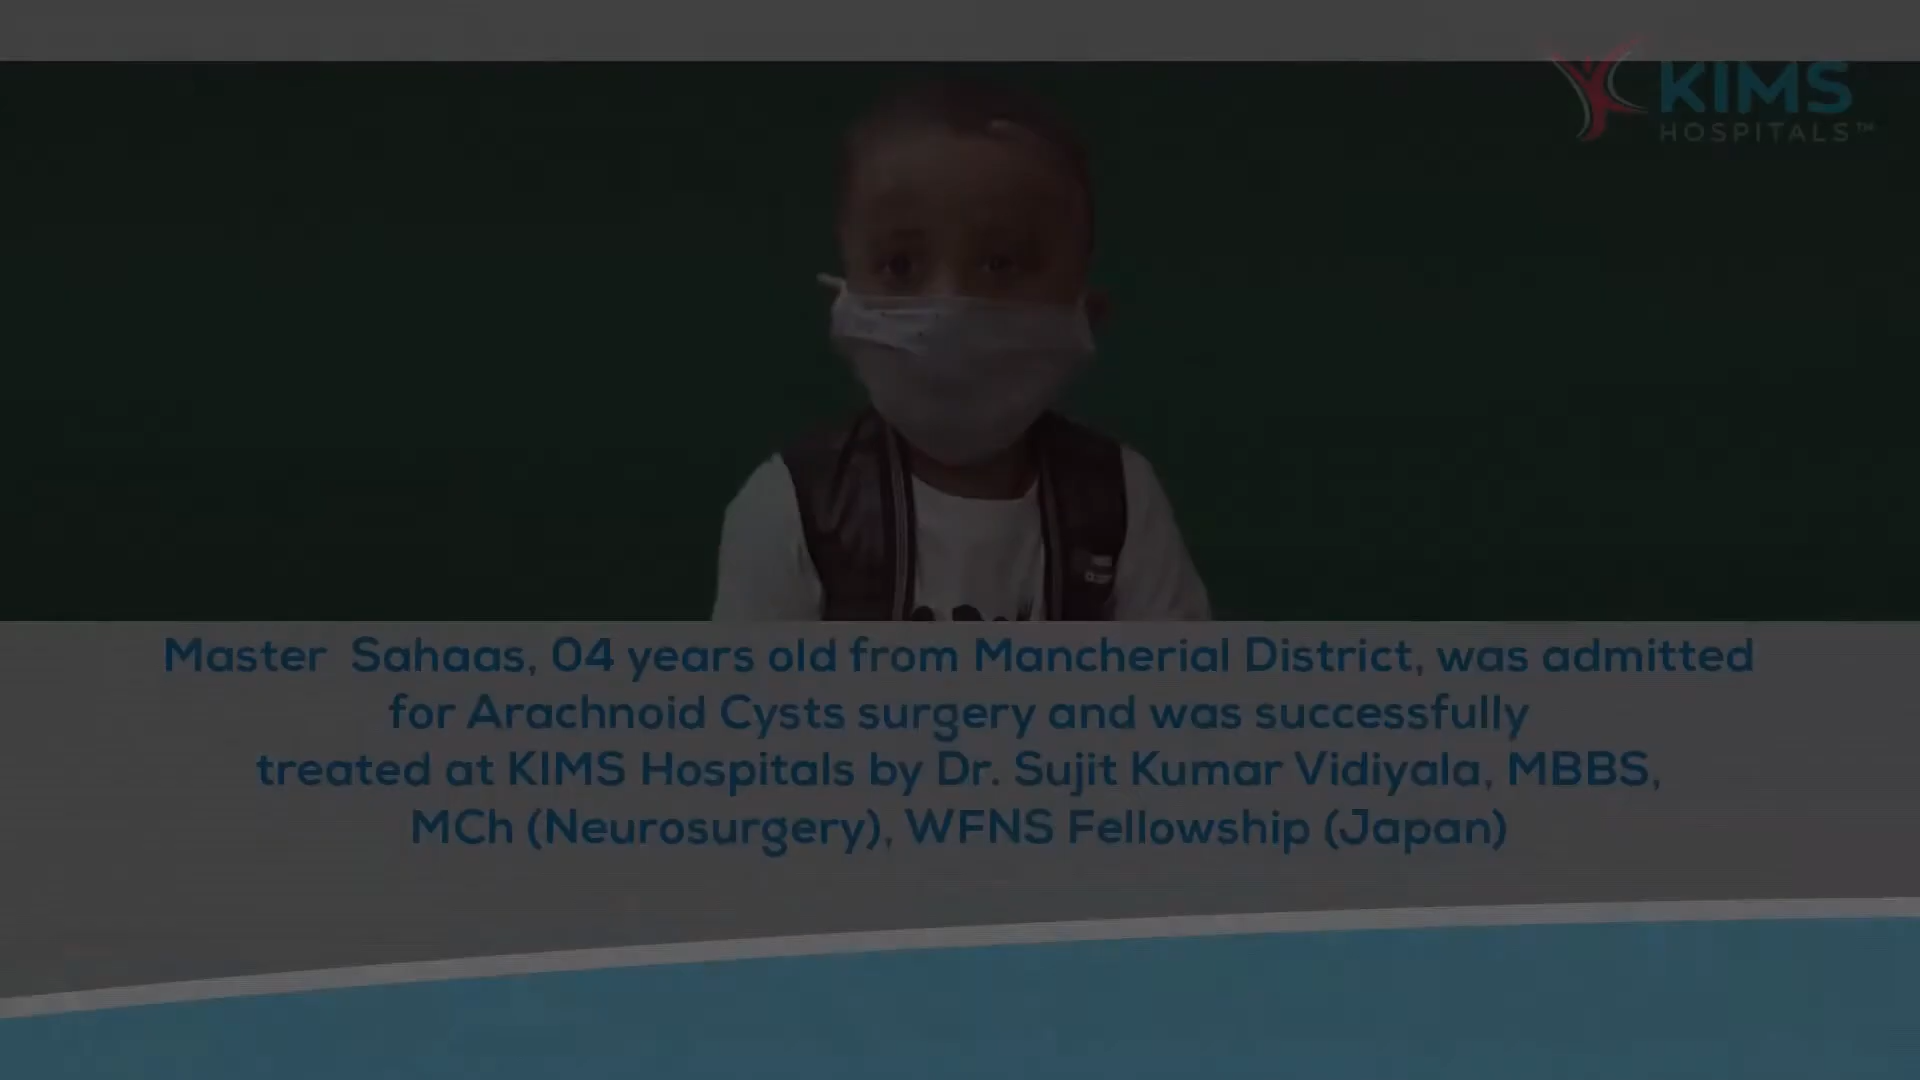 KIMS
HOSPITALS™
Master Sahaas, 04 years old from Mancherial District, was admitted
for Arachnoid Cysts surgery and was successfully
treated at KIMS Hospitals by Dr. Sujit Kumar Vidiyala, MBBS,
MCh (Neurosurgery), WFNS Fellowship (Japan)